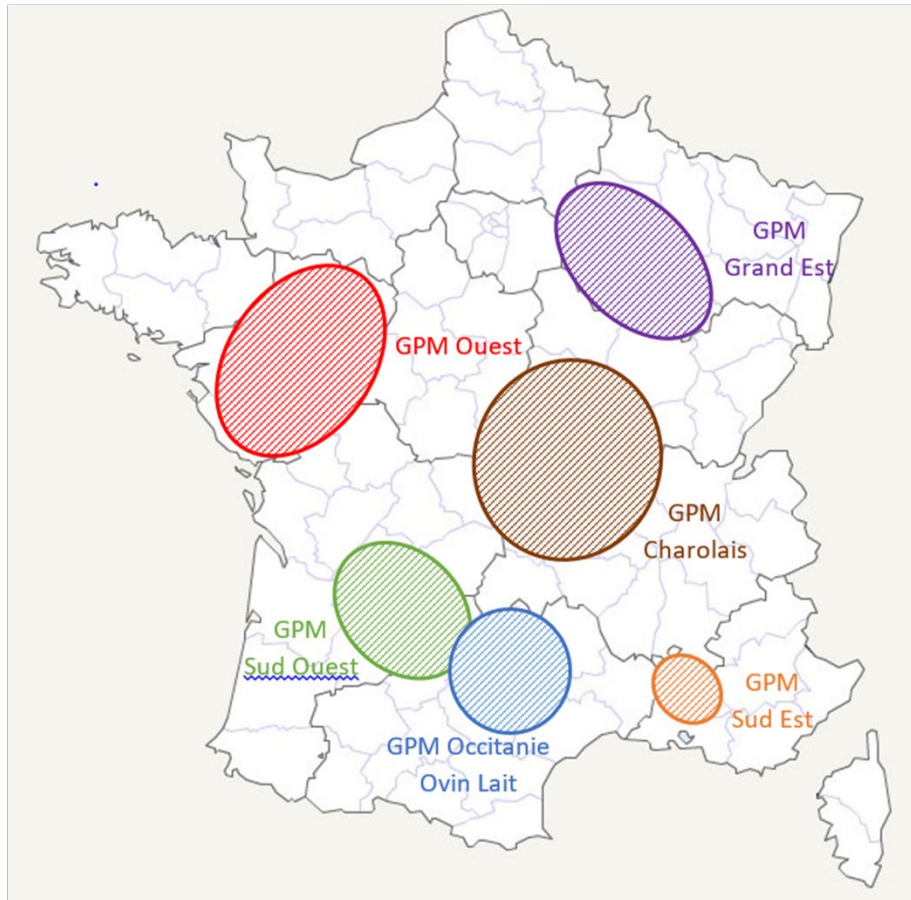 GPM
Grand Est
GPM Ouest
GPM
Charolais
GPM
Sud Ouest
GPM
Sud Est
GPM Occitanie
Ovin Lait